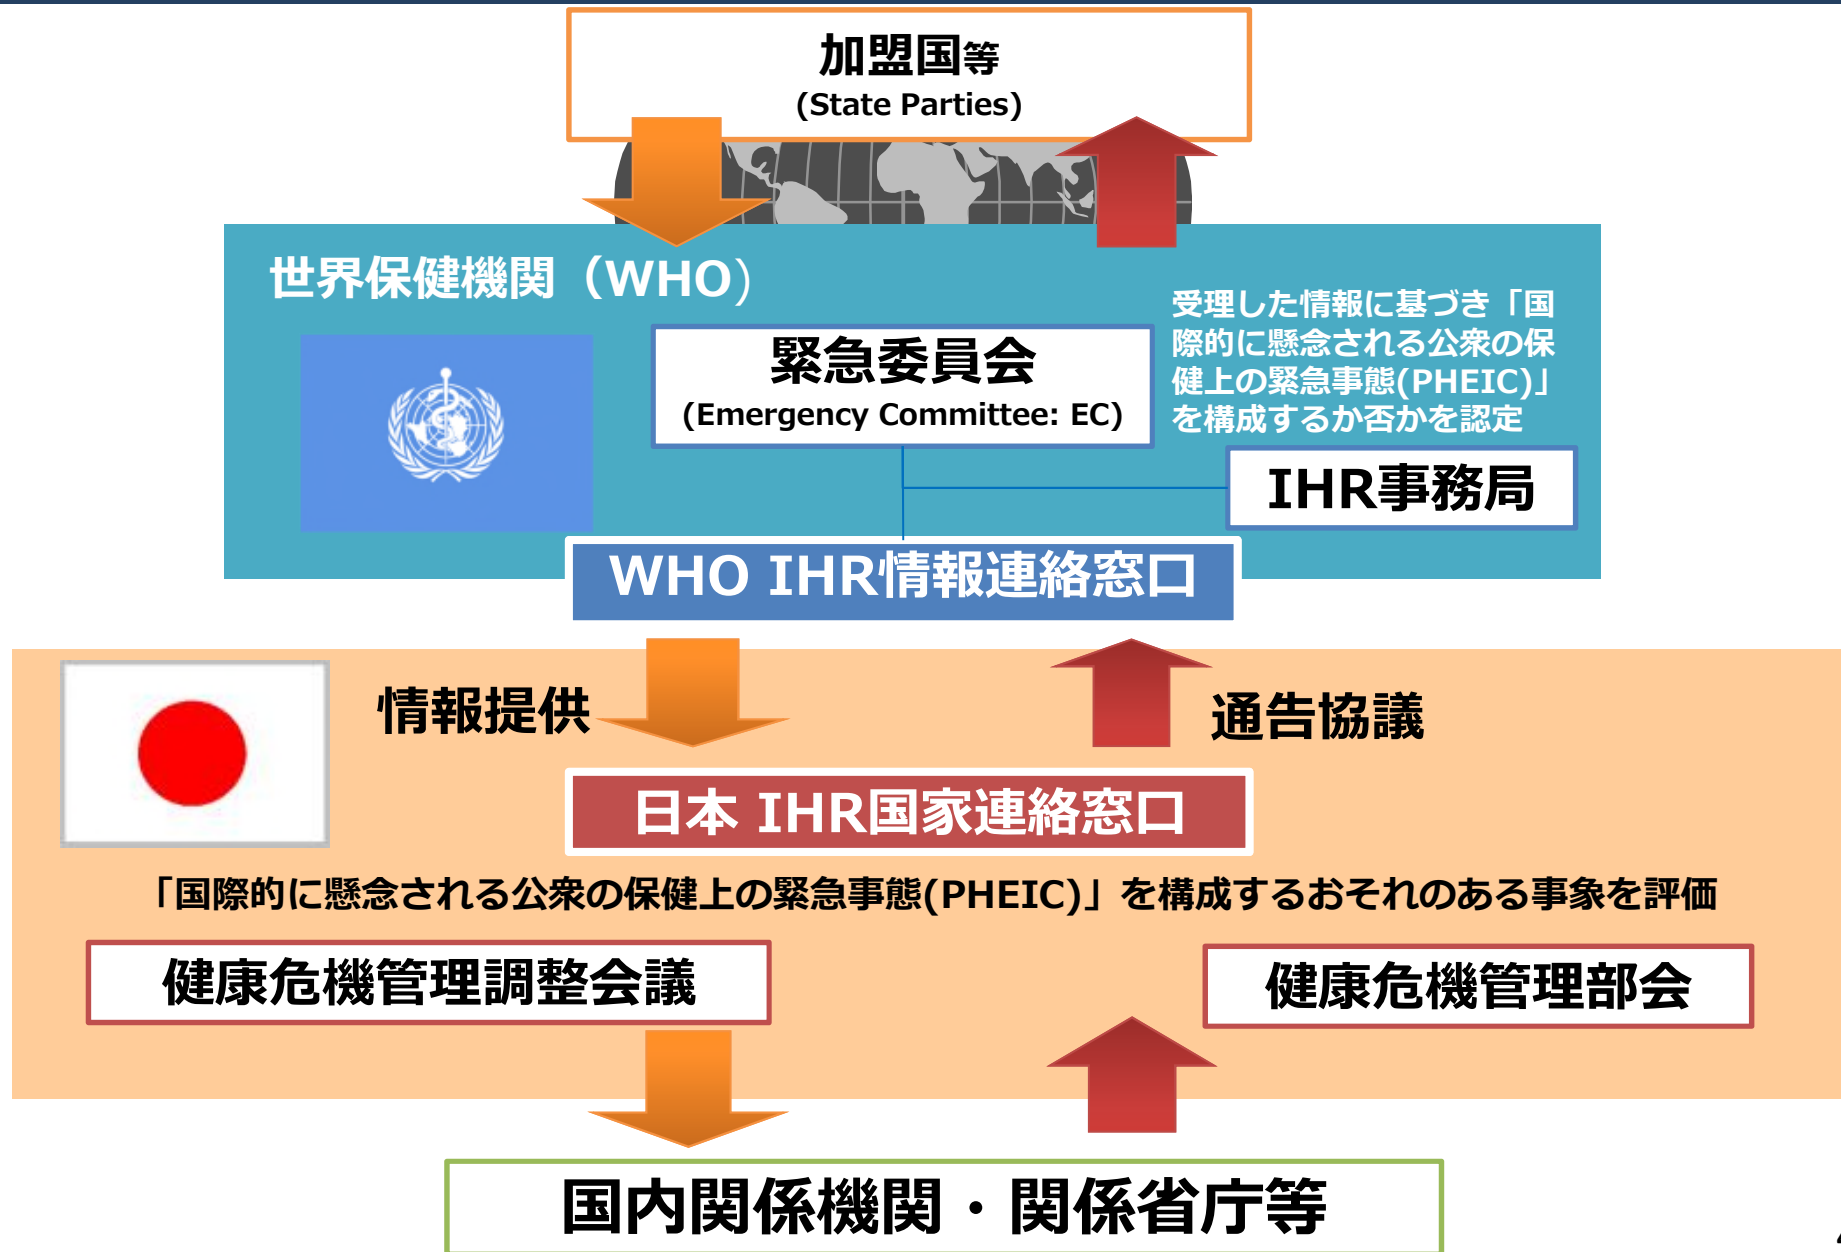 加盟国等
(State Parties)
世界保健機関（WHO)
受理した情報に基づき「国
際的に懸念される公衆の保
健上の緊急事態(PHEIC)」
を構成するか否かを認定
緊急委員会
(Emergency Committee: EC)
IHR事務局
WHO IHR情報連絡窓口
情報提供
通告協議
日本 IHR国家連絡窓口
「国際的に懸念される公衆の保健上の緊急事態(PHEIC)」を構成するおそれのある事象を評価
健康危機管理調整会議
健康危機管理部会
国内関係機関・関係省庁等